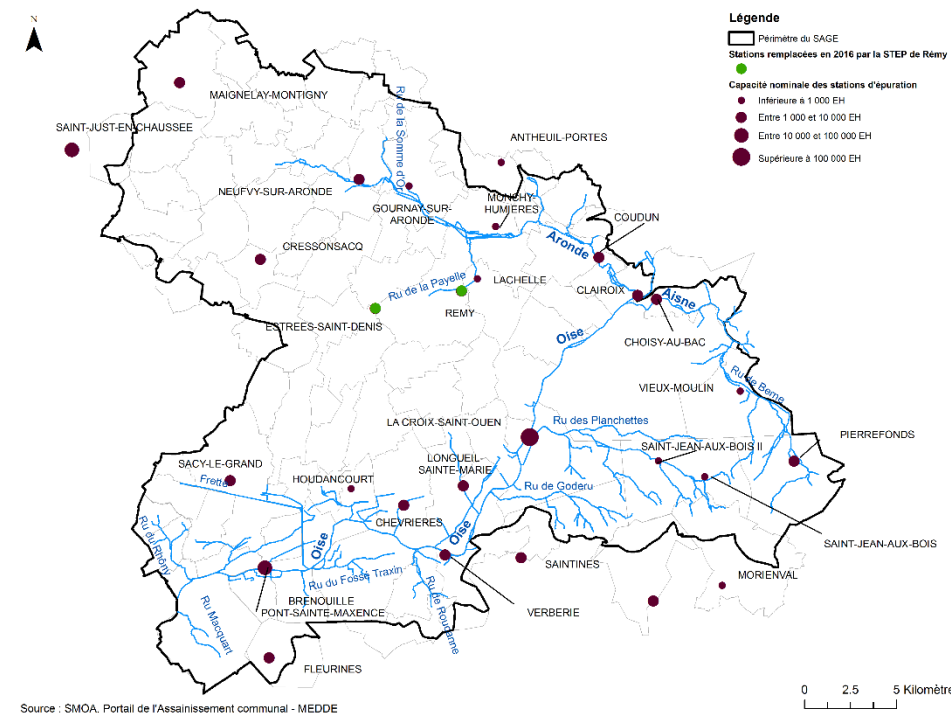 N
Légende
Périmètre du SAGE
Stations remplacées en 2016 par la STEP de Rémy
Capacité nominale des stations d'épuration
Inférieure à 1 000 EH
Entre 1 000 et 10 000 EH
Entre 10 000 et 100 000 EH
Supérieure à 100 000 EH
MAIGNELAY-MONTIGNY
SAINT-JUST-EN-CHAUSSEE
Ru de la Somme d'Or
ANTHEUIL-PORTES
NEUFVY-SUR-ARONDE
GOURNAY-SUR-
ARONDE
MONCHY-
HUMIERES
COUDUN
CRESSONSACQ
Aronde
LACHELLE
Ru de la Payelle
CLAIROIX
Aisne
REMY
ESTREES-SAINT-DENIS
Oise
CHOISY-AU-BAC
VIEUX-MOULIN
Ru de Berne
LA CROIX-SAINT-OUEN
Ru des Planchettes
PIERREFONDS
SAINT-JEAN-AUX-BOIS II
SACY-LE-GRAND
HOUDANCOURT
LONGUEIL-
SAINTE-MARIE
Frette
Ru de Goderu
CHEVRIERES
Ru du Rhôny
Oise
Oise
SAINT-JEAN-AUX-BOIS
SAINTINES
MORIENVAL
Ru du Fossé Traxin
BRENOUILLE
PONT-SAINTE-MAXENCE
Ru de Roucanne
VERBERIE
Ru Macquart
FLEURINES
0 2.5 5 Kilomètre
Source : SMOA, Portail de l'Assainissement communal - MEDDE